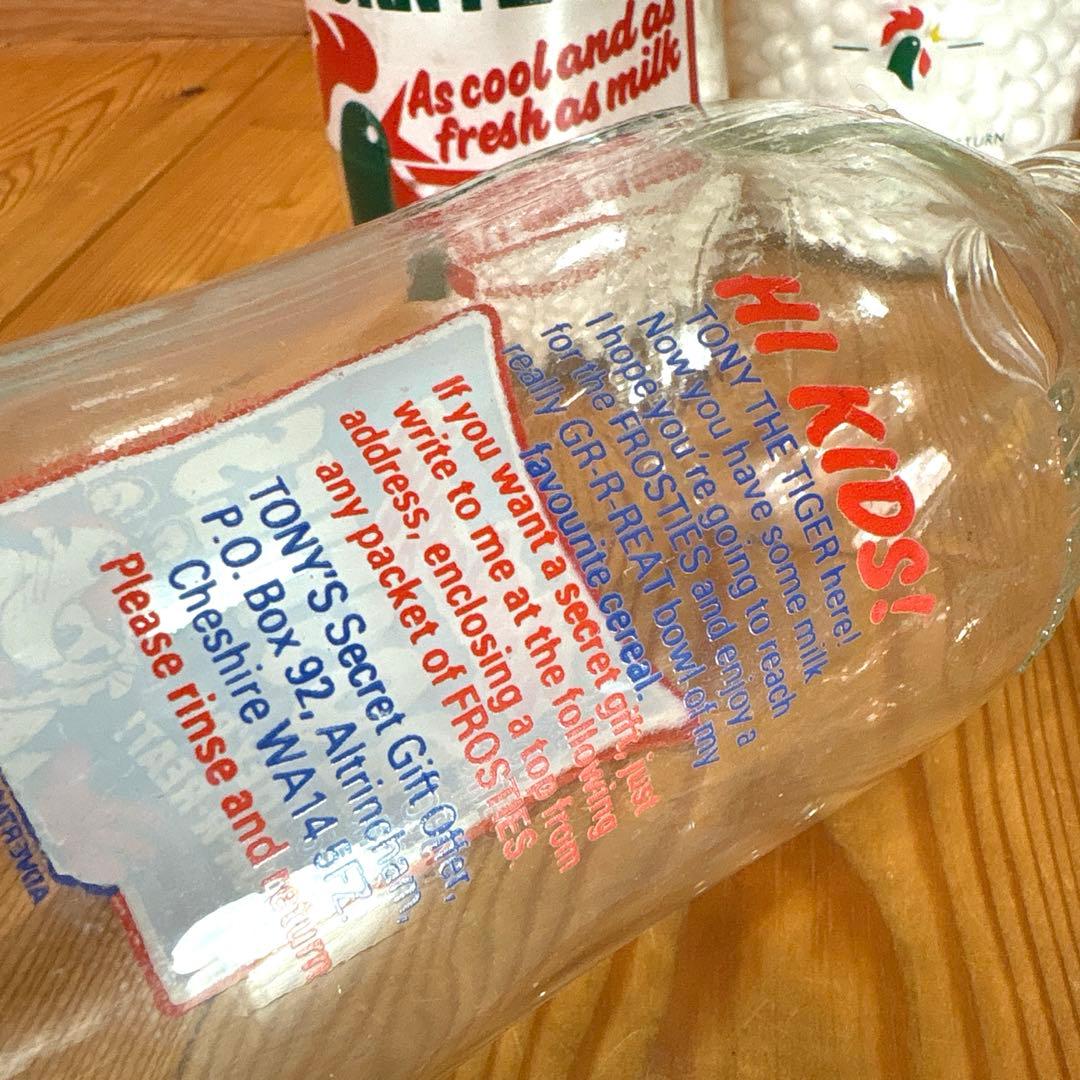 As cool and as
fresh as milk
HI KIDS!
TONY THE TIGER here!
Now you have some milk
I hope you're going to reach
for the FROSTIES and enjoy a
really GR-R-REAT bowl of my
favourite cereal.
If you want a secret gift, just
write to me at the following
address, enclosing a top from
any packet of FROSTIES
TONY'S Secret Gift Offer,
P.O. Box 92, Altrincham,
Cheshire WA14
Please rinse and return